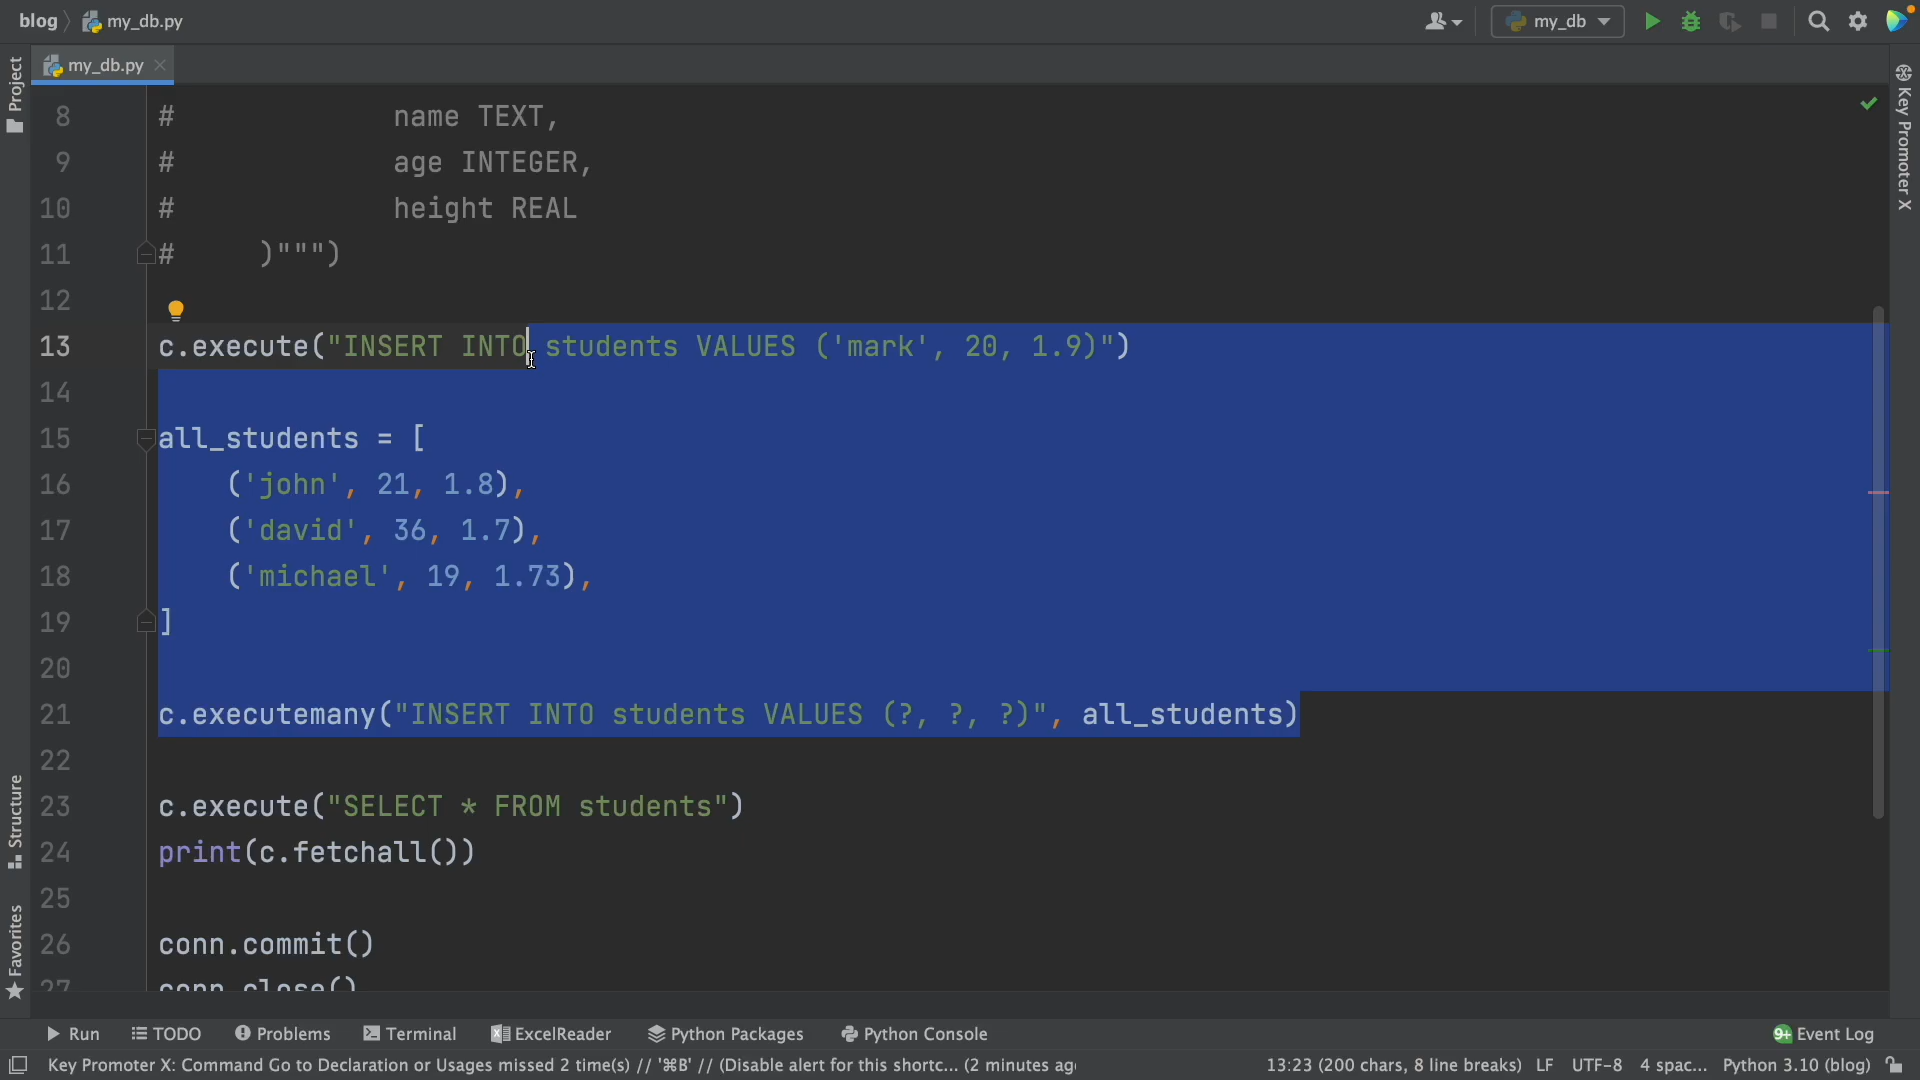 blog my_db.py my_db
my_db.py
Project
Key Promoter X
8 # name TEXT,
9 # age INTEGER,
10 # height REAL
11 # )""")
12
13 c.execute("INSERT INTO students VALUES ('mark', 20, 1.9)")
14
15 all_students = [
16 ('john', 21, 1.8),
17 ('david', 36, 1.7),
18 ('michael', 19, 1.73),
19 ]
20
21 c.executemany("INSERT INTO students VALUES (?, ?, ?)", all_students)
22
23 c.execute("SELECT * FROM students")
24 print(c.fetchall())
25
26 conn.commit()
27 conn.close()
Structure
Favorites
Run TODO Problems Terminal ExcelReader Python Packages Python Console 9+ Event Log
Key Promoter X: Command Go to Declaration or Usages missed 2 time(s) // '⌘B' // (Disable alert for this shortc... (2 minutes ago 13:23 (200 chars, 8 line breaks) LF UTF-8 4 spac... Python 3.10 (blog)